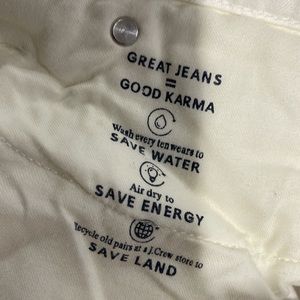 GREAT JEANS
=
GOOD KARMA
Wash every ten wears to
SAVE WATER
Air dry to
SAVE ENERGY
Recycle old pairs at a J.Crew store to
SAVE LAND